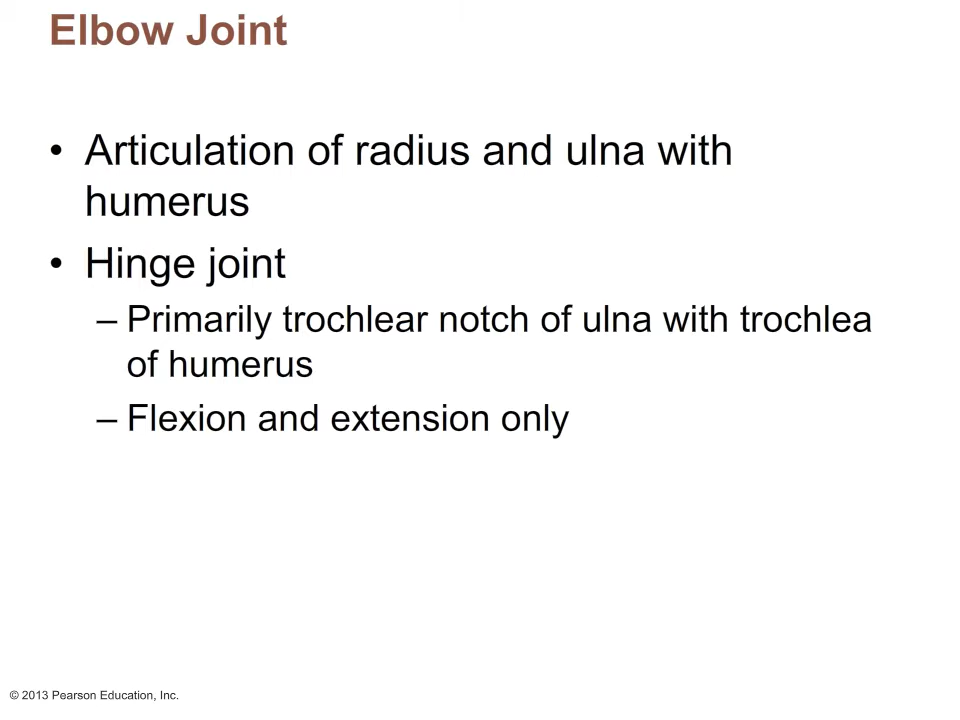 Elbow Joint
• Articulation of radius and ulna with
humerus
• Hinge joint
– Primarily trochlear notch of ulna with trochlea
of humerus
– Flexion and extension only
© 2013 Pearson Education, Inc.